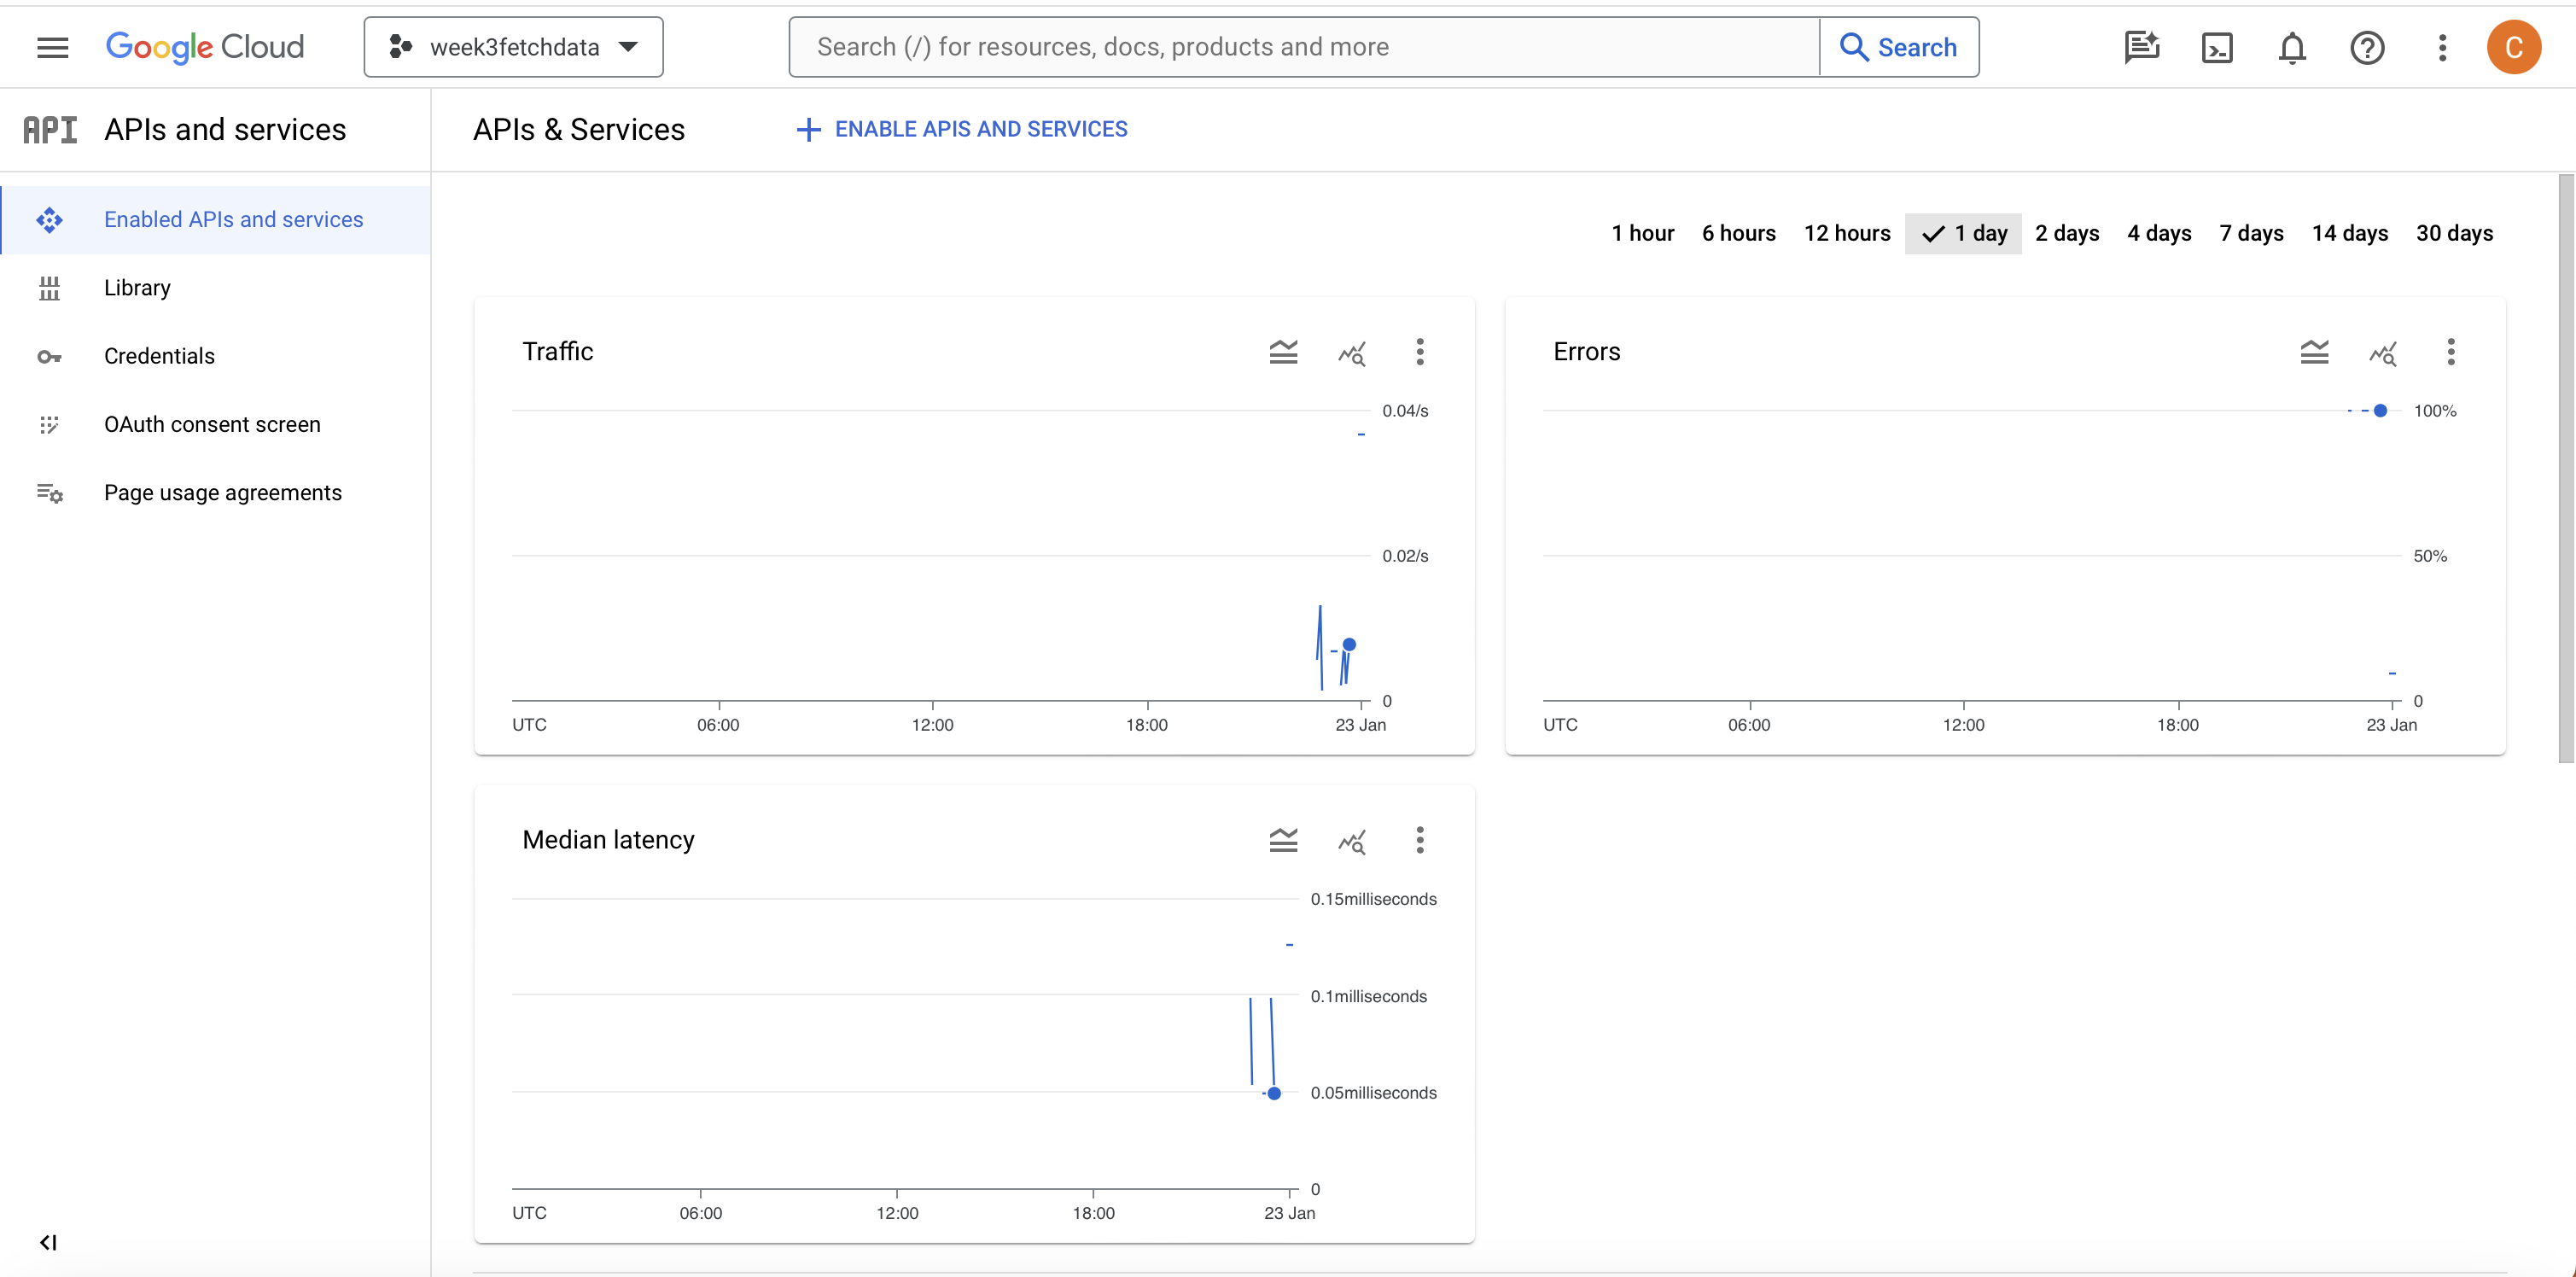 Google Cloud
week3fetchdata
Search (/) for resources, docs, products and more
Search
C
API
APIs and services
APIs & Services
ENABLE APIS AND SERVICES
Enabled APIs and services
Library
Credentials
OAuth consent screen
Page usage agreements
1 hour 6 hours 12 hours 1 day 2 days 4 days 7 days 14 days 30 days
Traffic
0.04/s
0.02/s
0
UTC 06:00 12:00 18:00 23 Jan
Errors
100%
50%
0
UTC 06:00 12:00 18:00 23 Jan
Median latency
0.15milliseconds
0.1milliseconds
0.05milliseconds
0
UTC 06:00 12:00 18:00 23 Jan